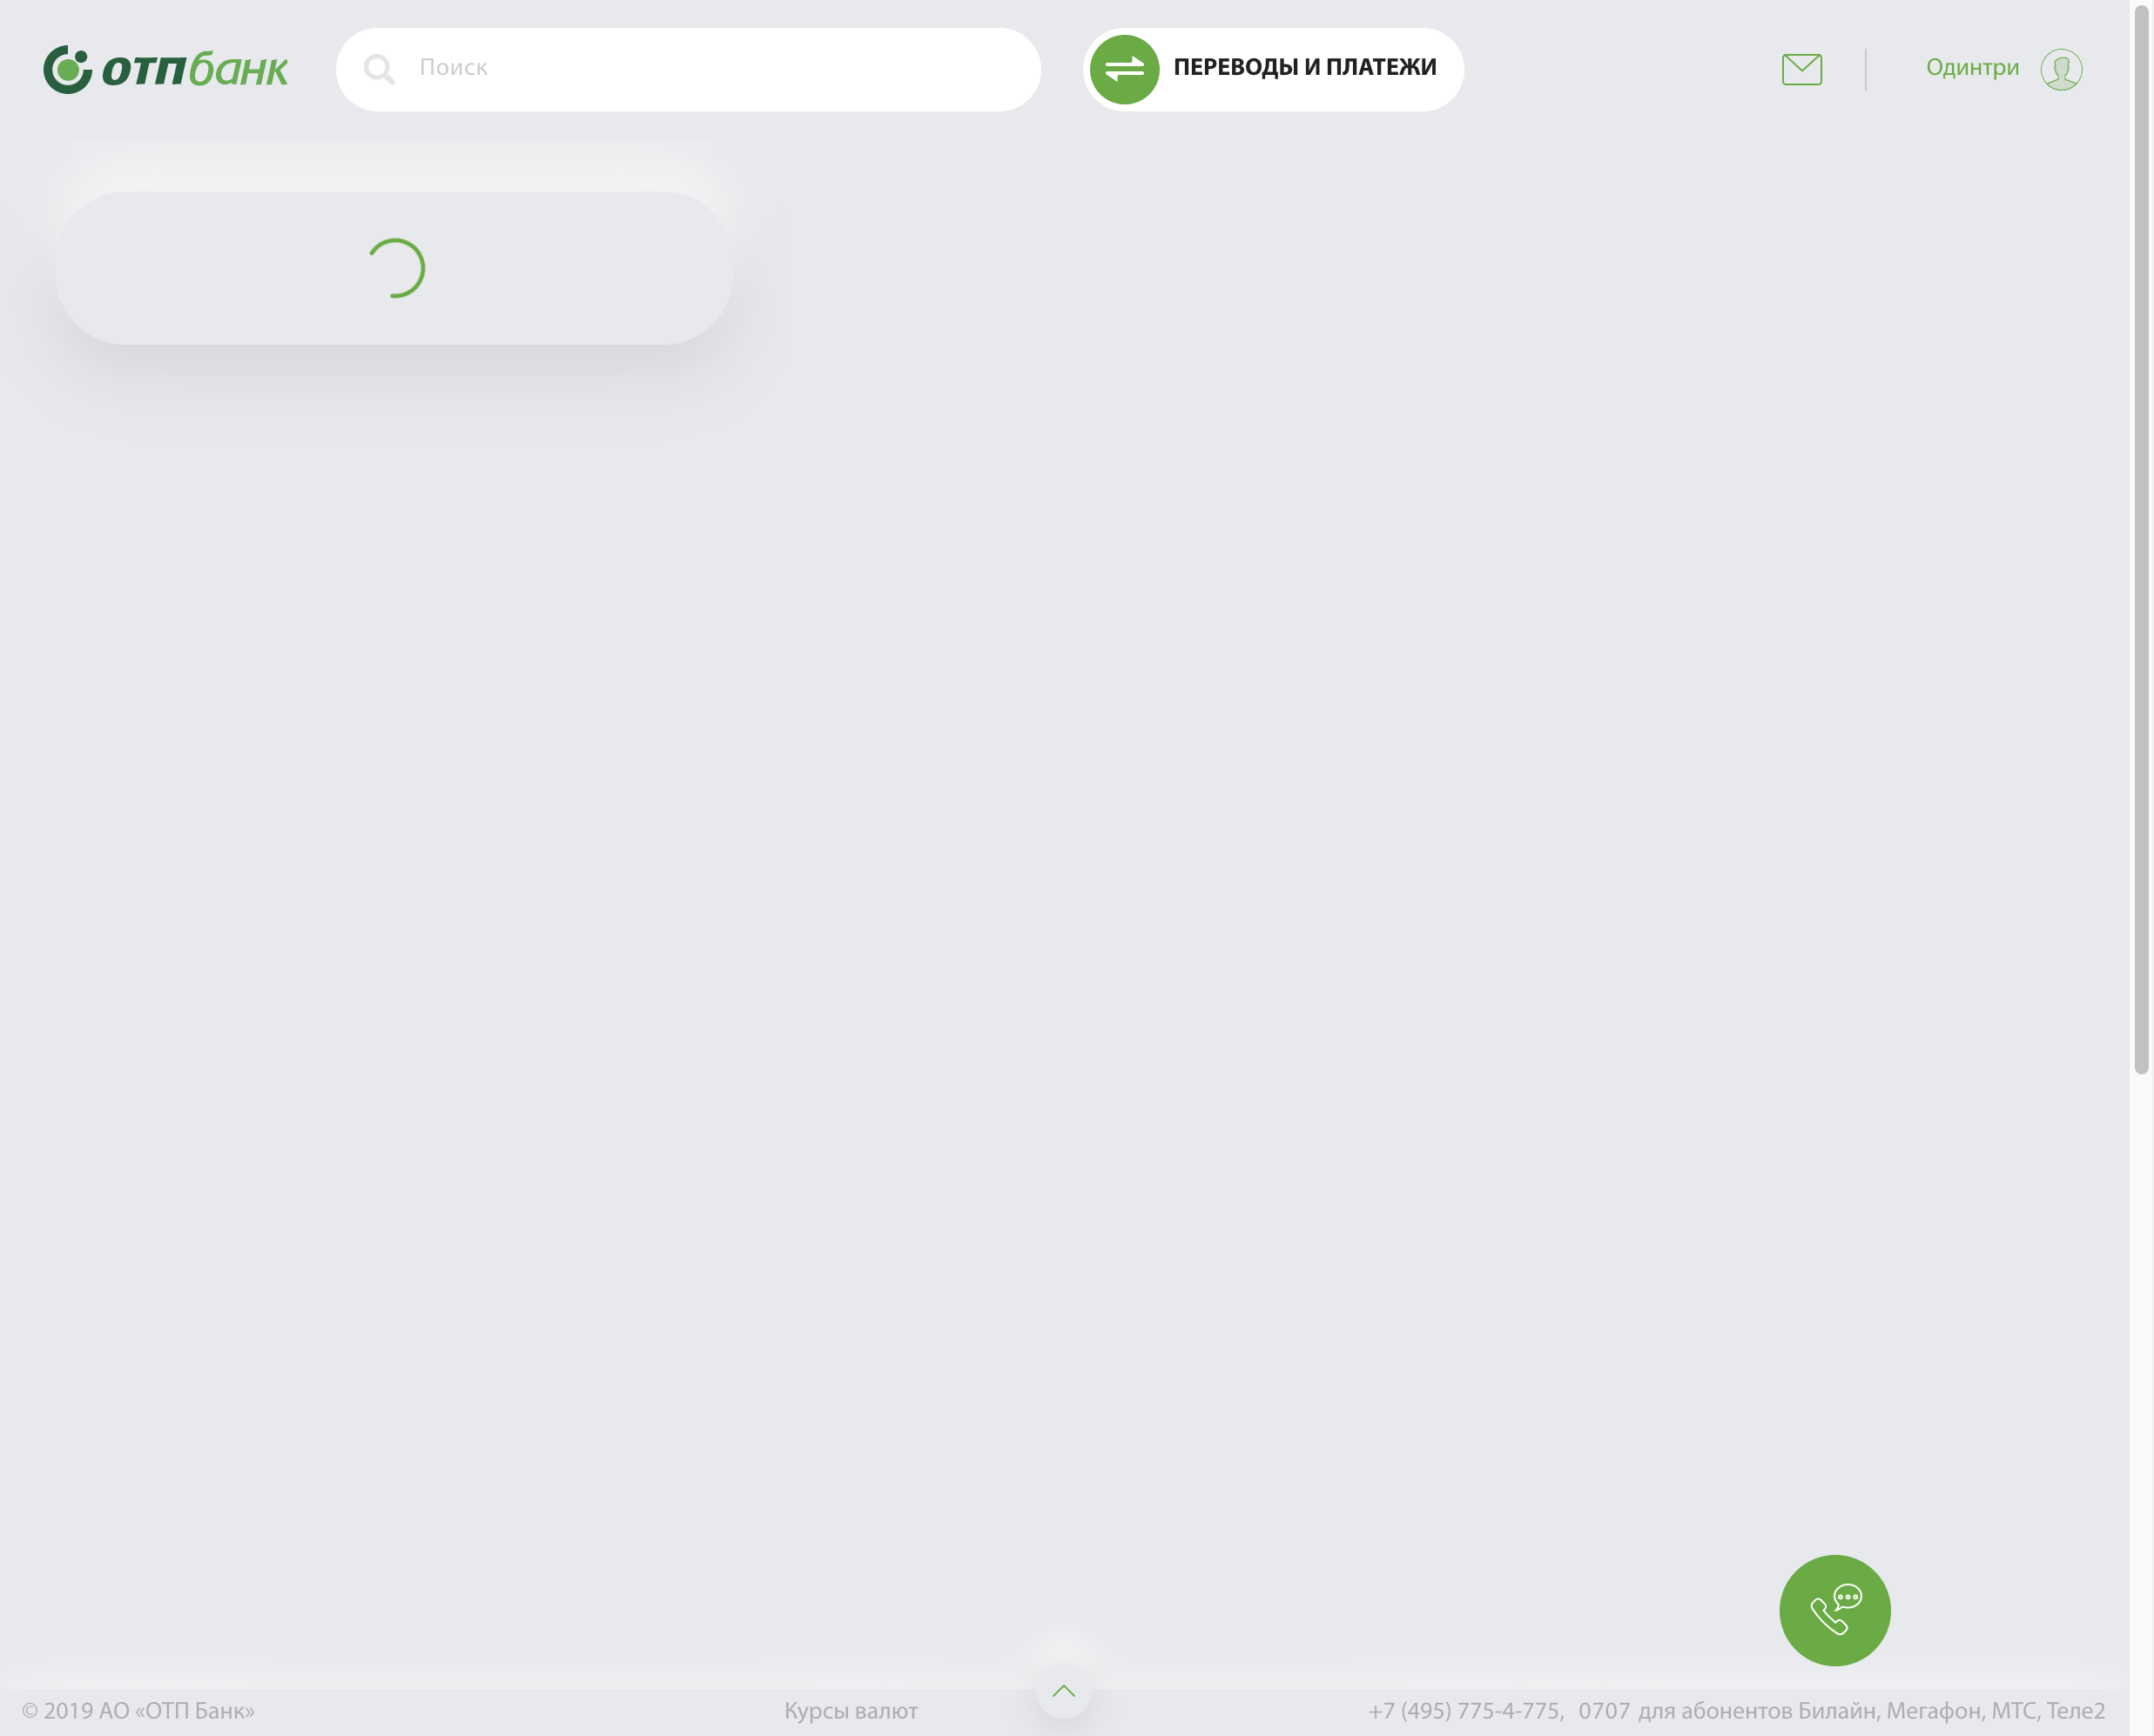 отпбанк
Поиск
ПЕРЕВОДЫ И ПЛАТЕЖИ
Одинтри
© 2019 АО «ОТП Банк»
Курсы валют
+7 (495) 775-4-775, 0707 для абонентов Билайн, Мегафон, МТС, Теле2